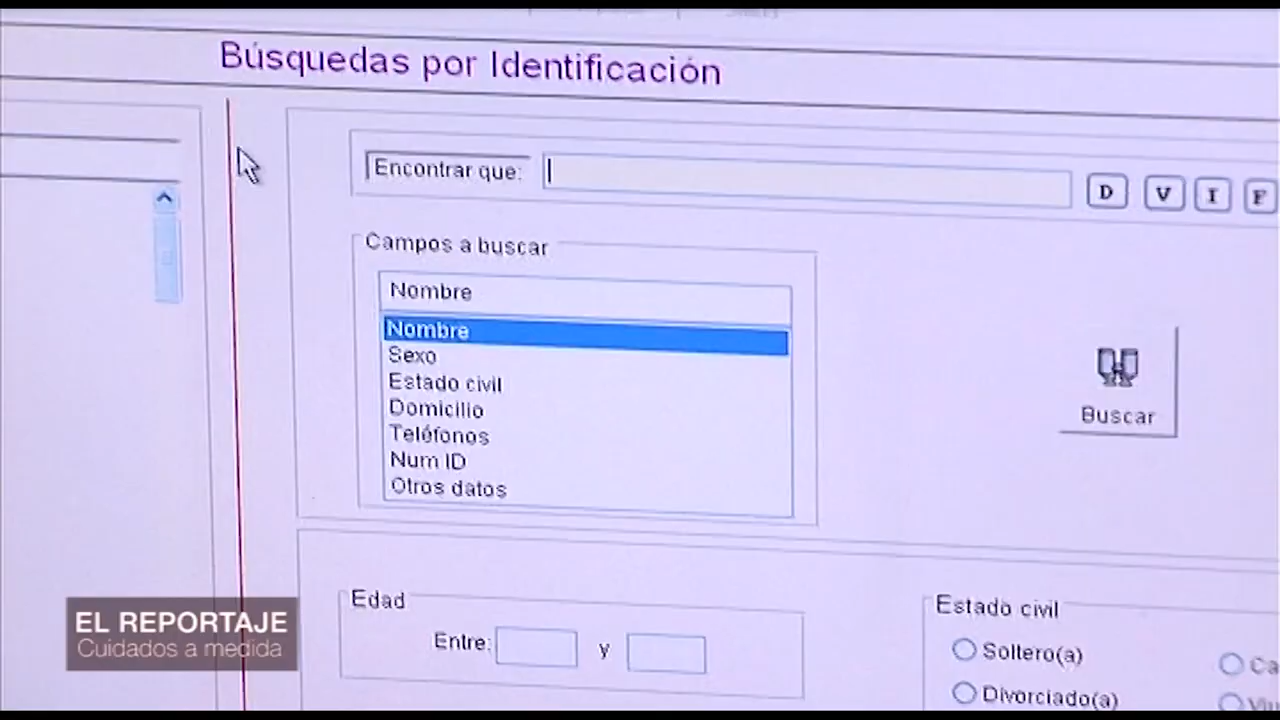 Búsquedas por Identificación
Encontrar que:
D V I F
Campos a buscar
Nombre
Nombre
Sexo
Estado civil
Domicilio
Teléfonos
Num ID
Otros datos
Buscar
Edad
Entre: y
Estado civil
Soltero(a)
Divorciado(a)
EL REPORTAJE
Cuidados a medida